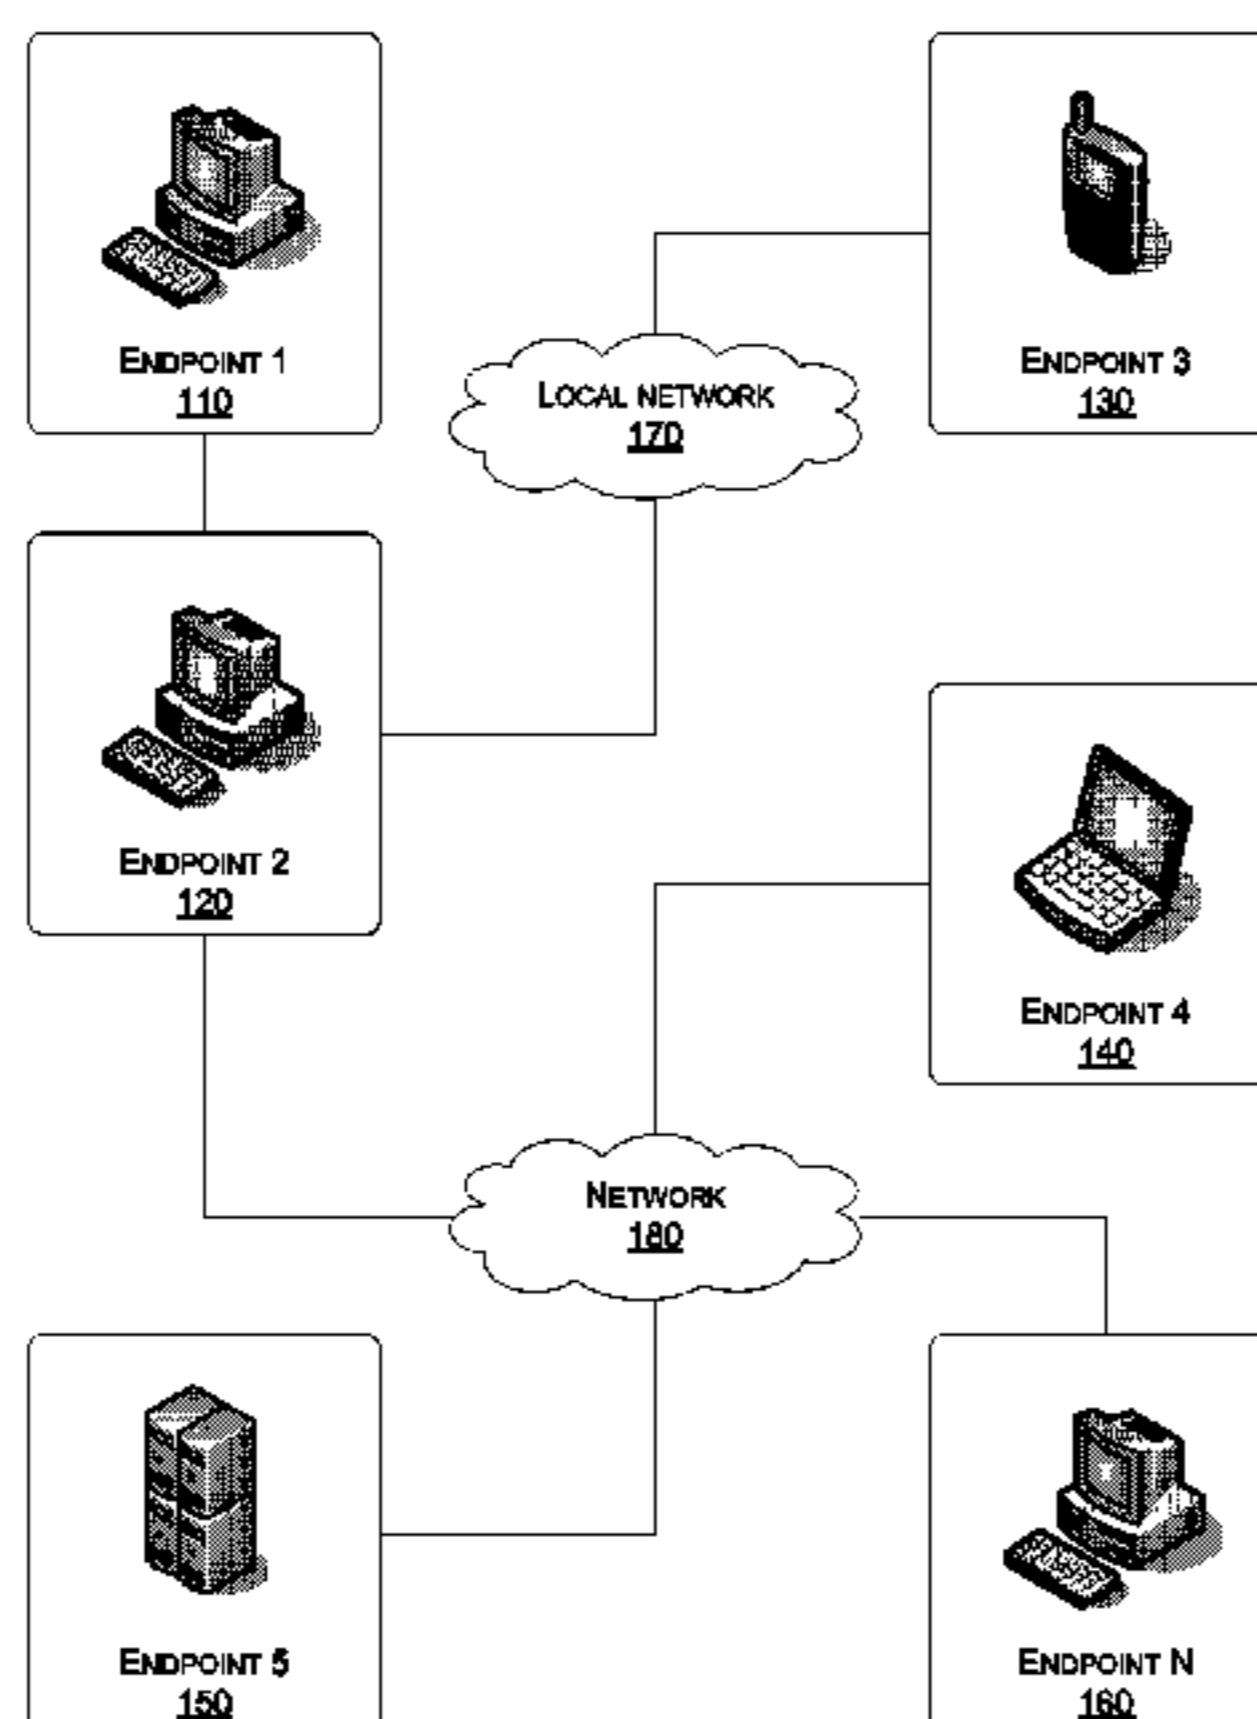 ENDPOINT 1
110
ENDPOINT 3
130
LOCAL NETWORK
170
ENDPOINT 2
120
ENDPOINT 4
140
NETWORK
180
ENDPOINT 5
150
ENDPOINT N
160